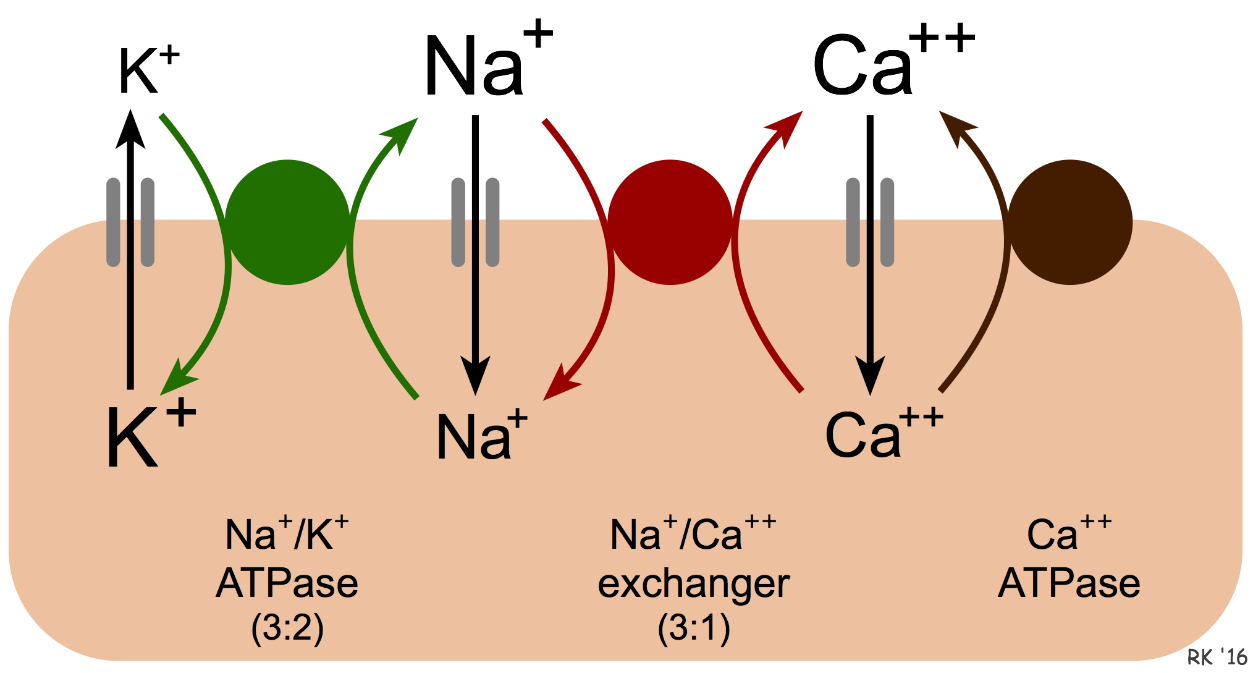 K⁺ Na⁺ Ca⁺⁺
K⁺ Na⁺ Ca⁺⁺
Na⁺/K⁺
ATPase
(3:2)
Na⁺/Ca⁺⁺
exchanger
(3:1)
Ca⁺⁺
ATPase
RK '16